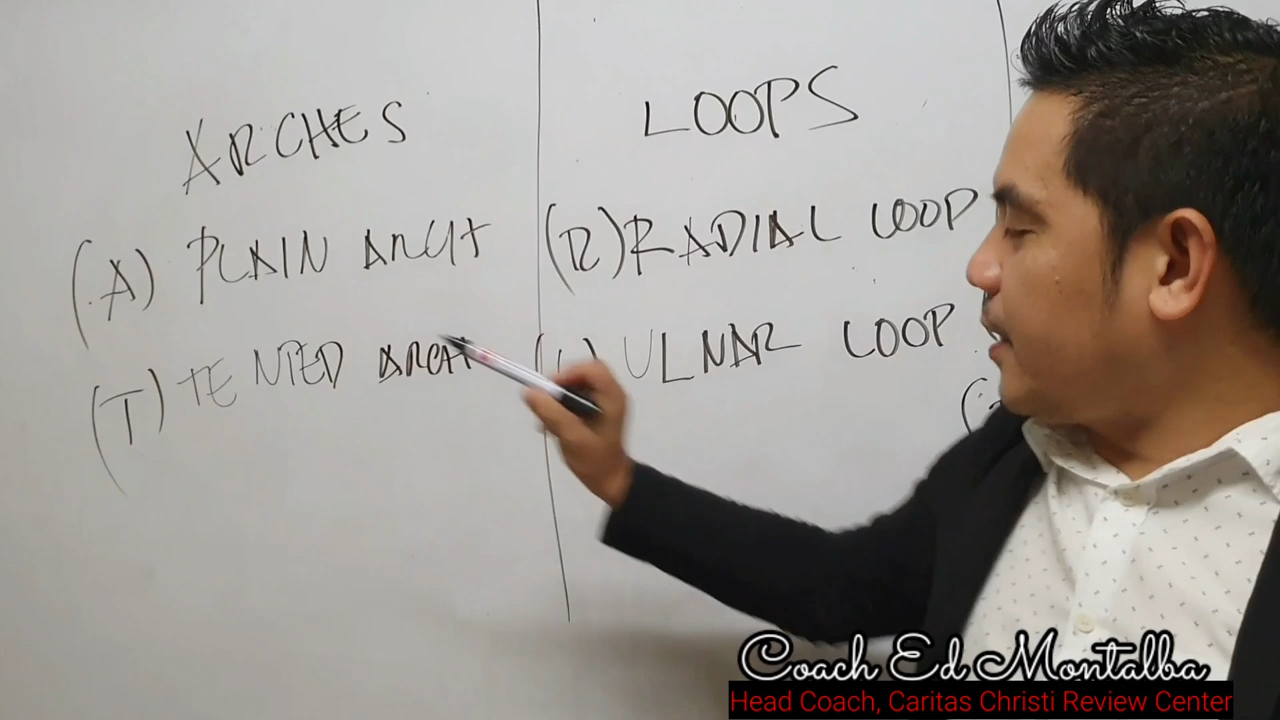 ARCHES
(A) PLAIN ARCH
(T) TENTED ARCH
LOOPS
(R) RADIAL LOOP
ULNAR LOOP
Coach Ed Montalba
Head Coach, Caritas Christi Review Center